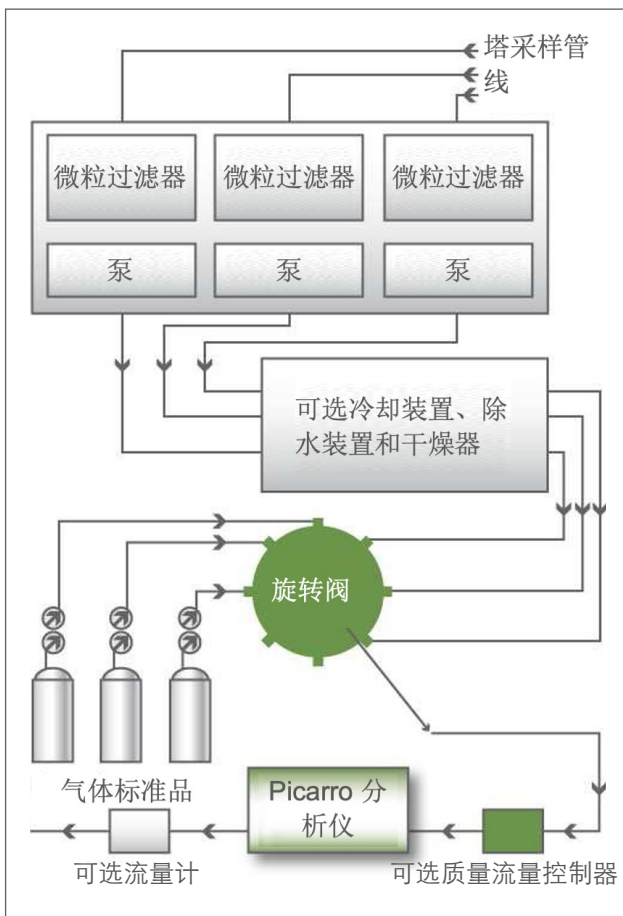 塔采样管
线
微粒过滤器
微粒过滤器
微粒过滤器
泵
泵
泵
可选冷却装置、除
水装置和干燥器
旋转阀
气体标准品
Picarro 分
析仪
可选流量计
可选质量流量控制器